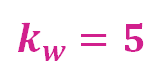 k_w = 5